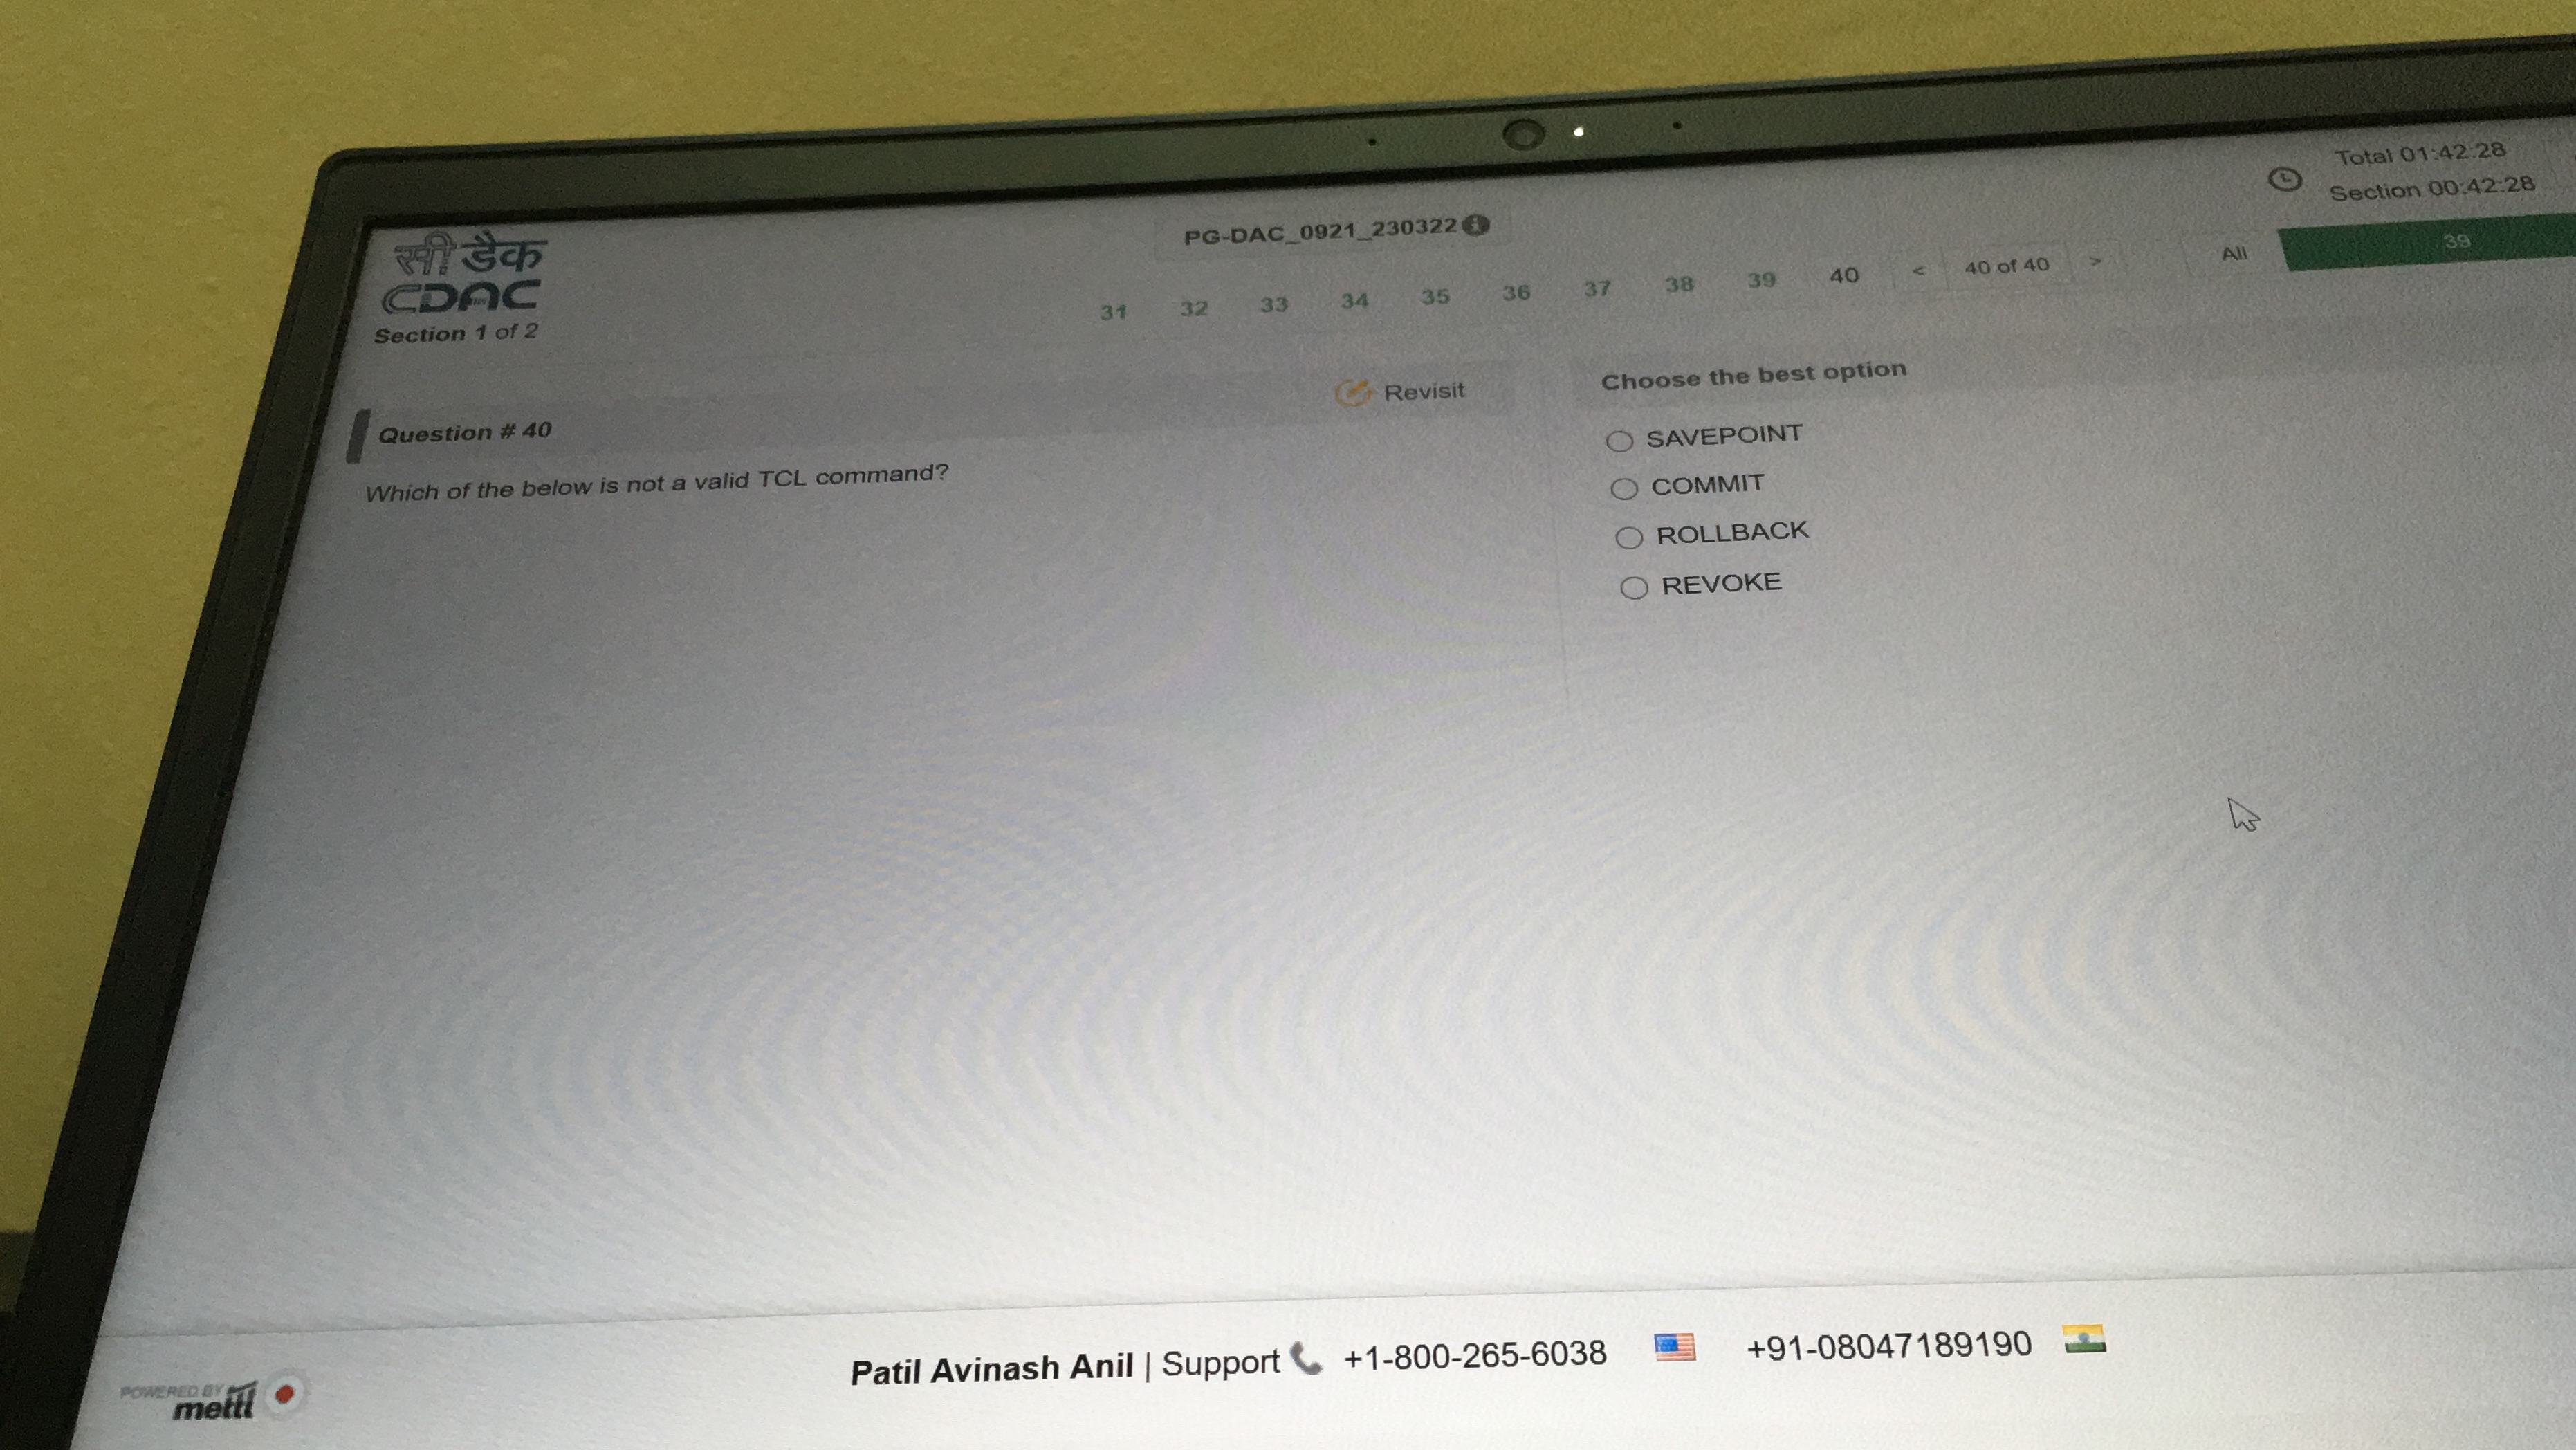 सी डैक
CDAC
Section 1 of 2
PG-DAC_0921_230322
Total 01:42:28
Section 00:42:28
31 32 33 34 35 36 37 38 39 40 < 40 of 40 > All 39
Question # 40
Revisit
Which of the below is not a valid TCL command?
Choose the best option
SAVEPOINT
COMMIT
ROLLBACK
REVOKE
POWERED BY
mettl
Patil Avinash Anil | Support +1-800-265-6038 +91-08047189190